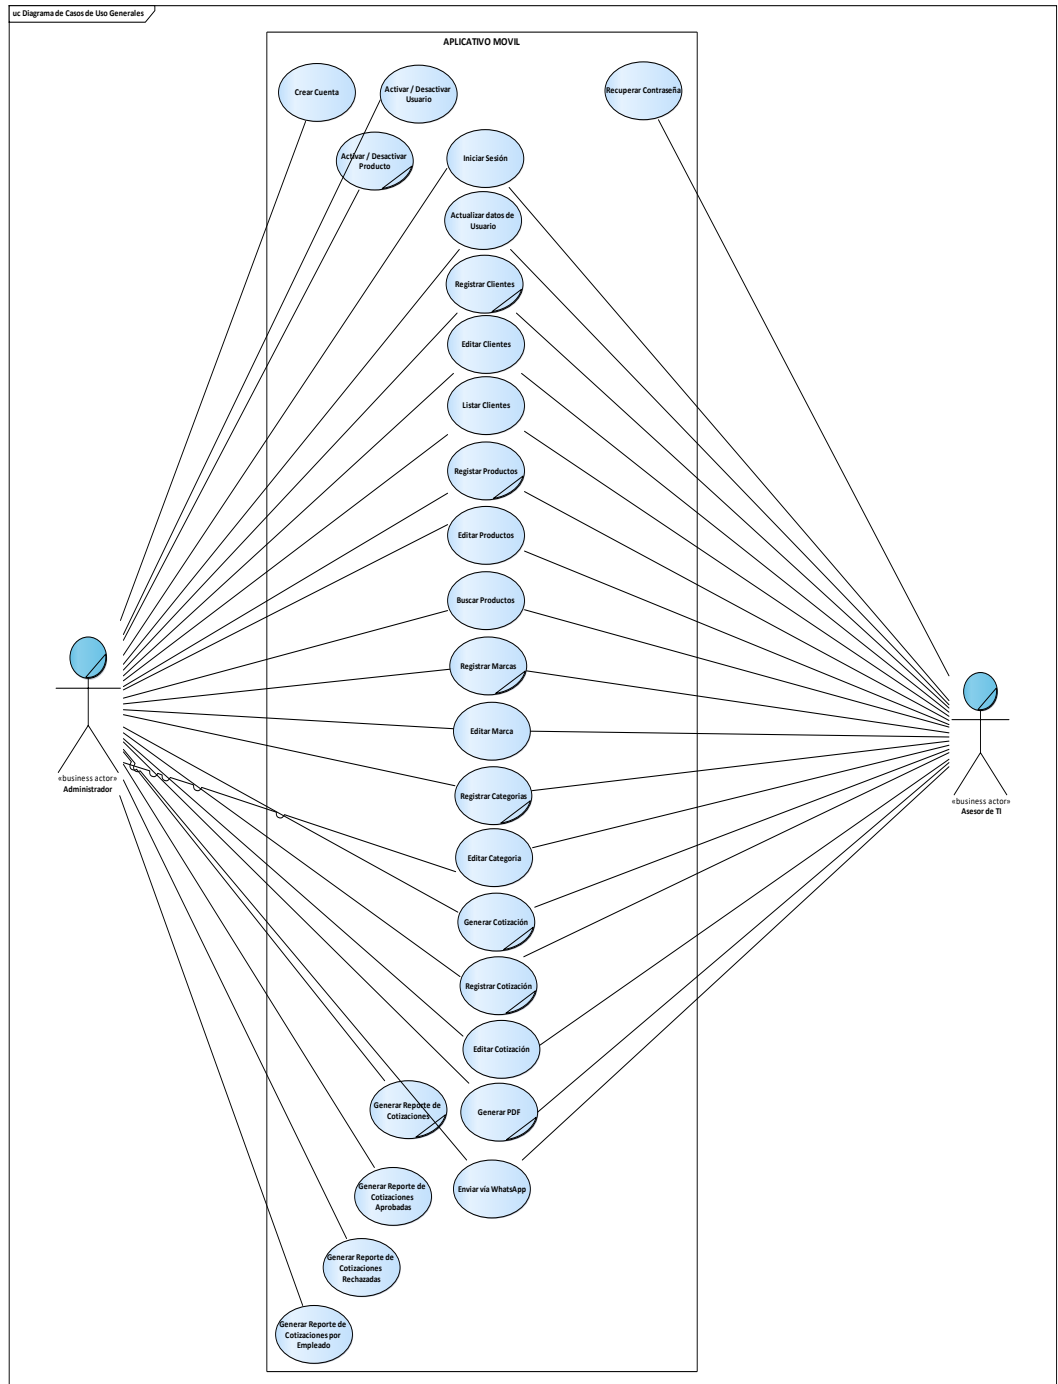 uc Diagrama de Casos de Uso Generales
APLICATIVO MOVIL
Crear Cuenta
Activar / Desactivar
Usuario
Recuperar Contraseña
Activar / Desactivar
Producto
Iniciar Sesión
Actualizar datos de
Usuario
Registrar Clientes
Editar Clientes
Listar Clientes
Registar Productos
Editar Productos
Buscar Productos
Registrar Marcas
Editar Marca
«business actor»
Administrador
Registrar Categorias
«business actor»
Asesor de TI
Editar Categoria
Generar Cotización
Registrar Cotización
Editar Cotización
Generar Reporte de
Cotizaciones
Generar PDF
Generar Reporte de
Cotizaciones
Aprobadas
Enviar vía WhatsApp
Generar Reporte de
Cotizaciones
Rechazadas
Generar Reporte de
Cotizaciones por
Empleado